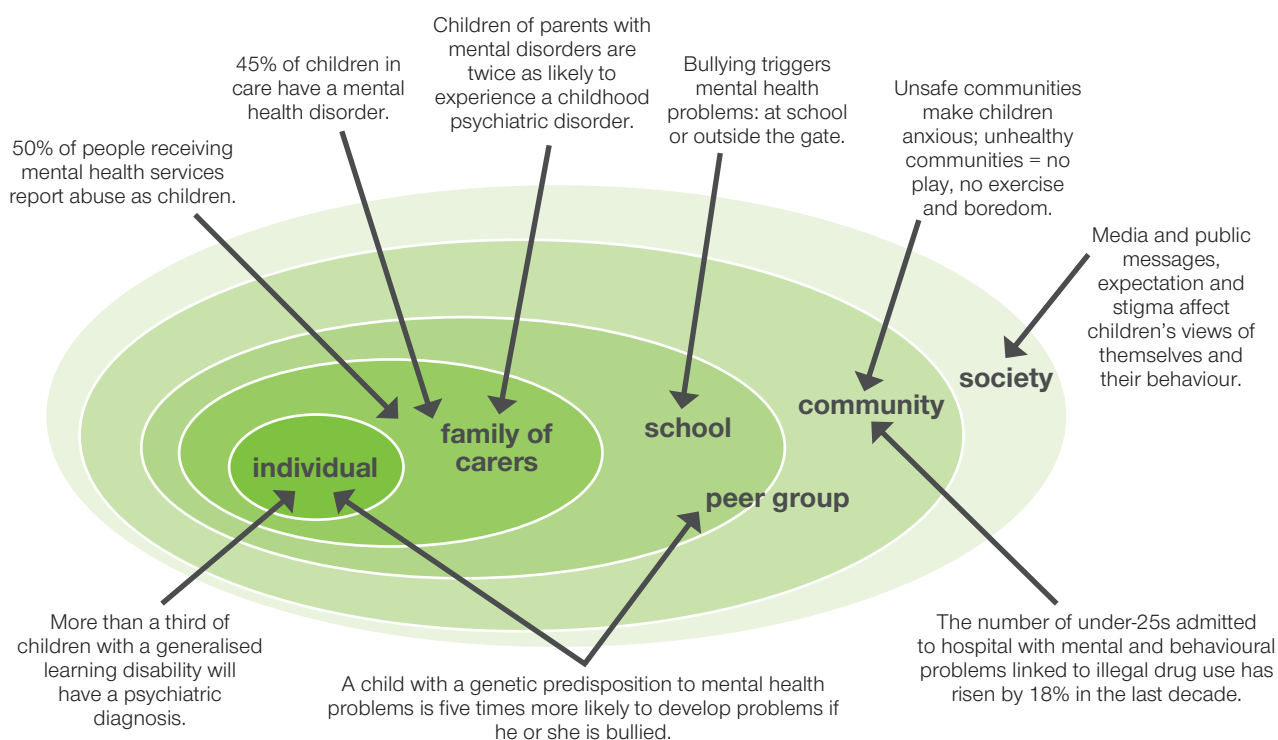 Children of parents with
mental disorders are
twice as likely to
experience a childhood
psychiatric disorder.
45% of children in
care have a mental
health disorder.
Bullying triggers
mental health
problems: at school
or outside the gate.
Unsafe communities
make children
anxious; unhealthy
communities = no
play, no exercise
and boredom.
50% of people receiving
mental health services
report abuse as children.
Media and public
messages,
expectation and
stigma affect
children’s views of
themselves and
their behaviour.
society
community
school
family of
carers
individual
peer group
More than a third of
children with a generalised
learning disability will
have a psychiatric
diagnosis.
A child with a genetic predisposition to mental health
problems is five times more likely to develop problems if
he or she is bullied.
The number of under-25s admitted
to hospital with mental and behavioural
problems linked to illegal drug use has
risen by 18% in the last decade.